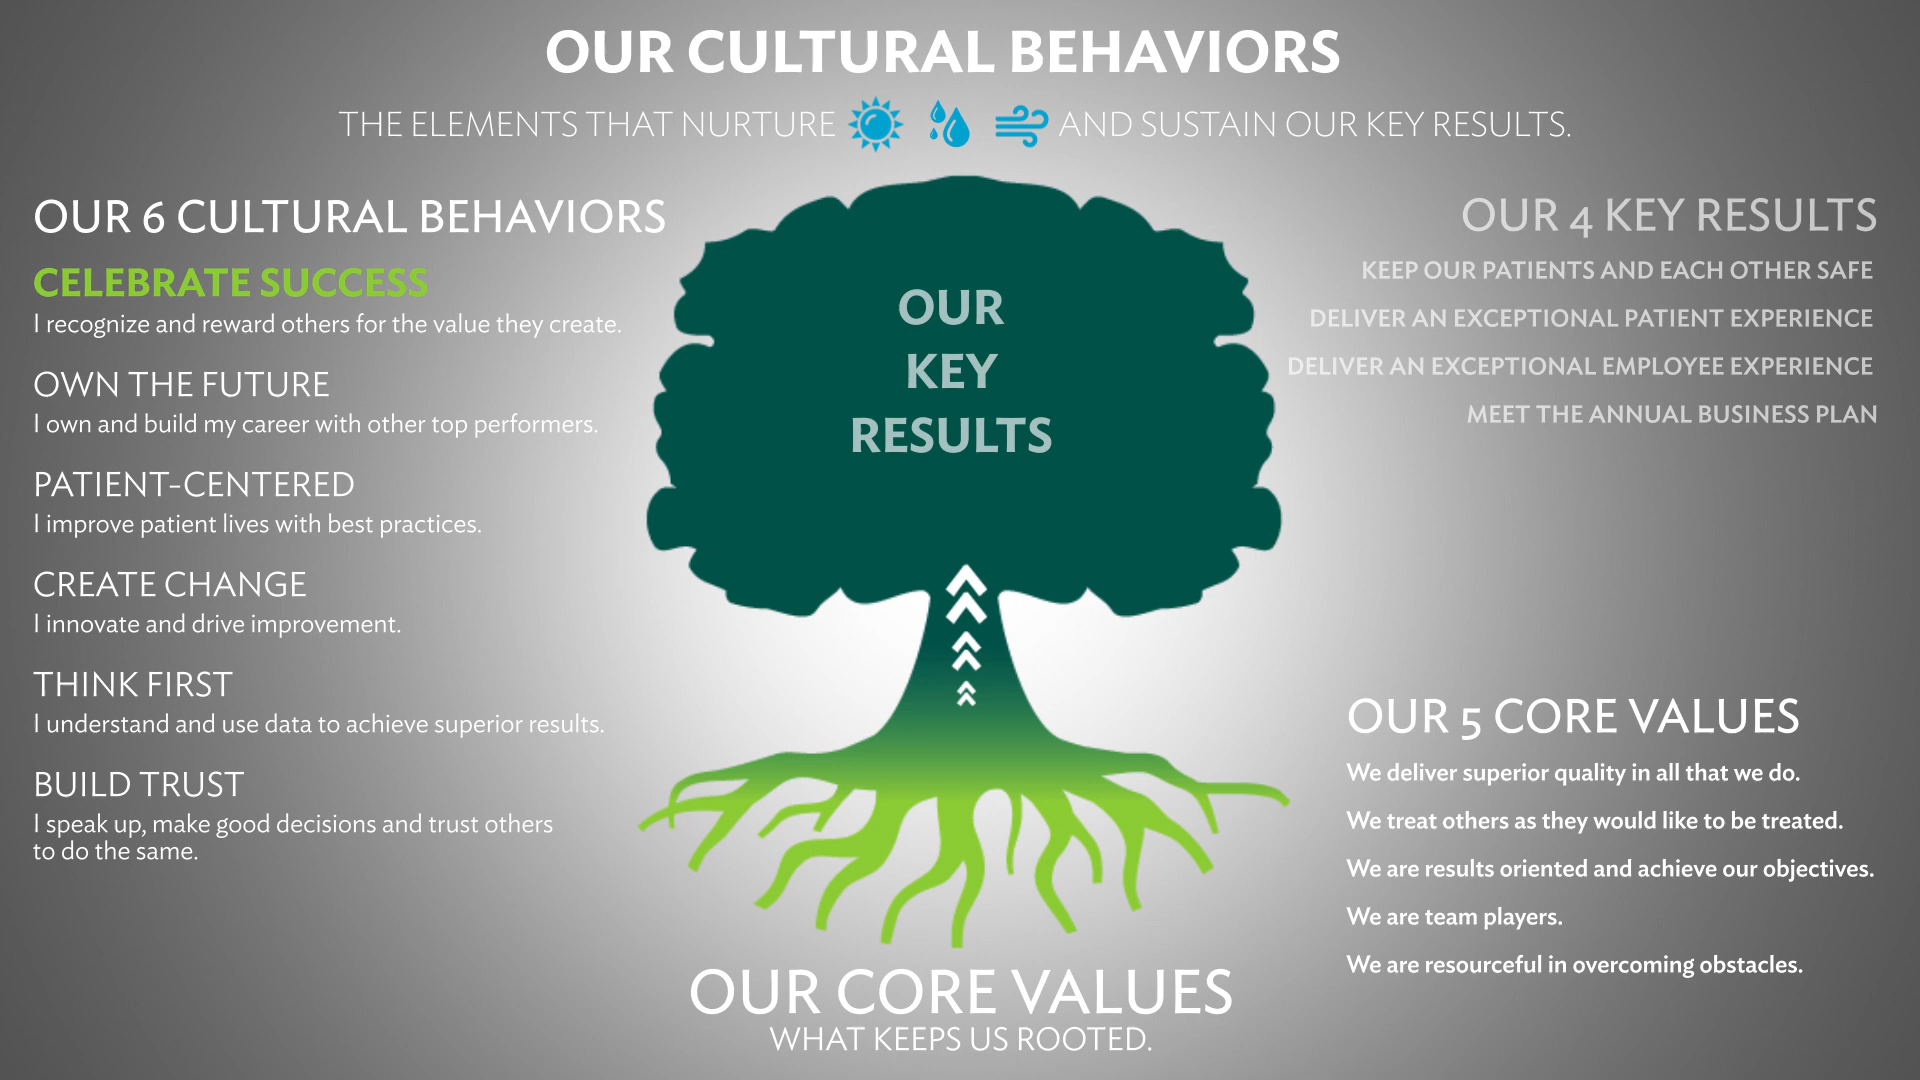 OUR CULTURAL BEHAVIORS
THE ELEMENTS THAT NURTURE AND SUSTAIN OUR KEY RESULTS.
OUR 6 CULTURAL BEHAVIORS
CELEBRATE SUCCESS
I recognize and reward others for the value they create.
OWN THE FUTURE
I own and build my career with other top performers.
PATIENT-CENTERED
I improve patient lives with best practices.
CREATE CHANGE
I innovate and drive improvement.
THINK FIRST
I understand and use data to achieve superior results.
BUILD TRUST
I speak up, make good decisions and trust others
to do the same.
OUR
KEY
RESULTS
OUR 4 KEY RESULTS
KEEP OUR PATIENTS AND EACH OTHER SAFE
DELIVER AN EXCEPTIONAL PATIENT EXPERIENCE
DELIVER AN EXCEPTIONAL EMPLOYEE EXPERIENCE
MEET THE ANNUAL BUSINESS PLAN
OUR 5 CORE VALUES
We deliver superior quality in all that we do.
We treat others as they would like to be treated.
We are results oriented and achieve our objectives.
We are team players.
We are resourceful in overcoming obstacles.
OUR CORE VALUES
WHAT KEEPS US ROOTED.